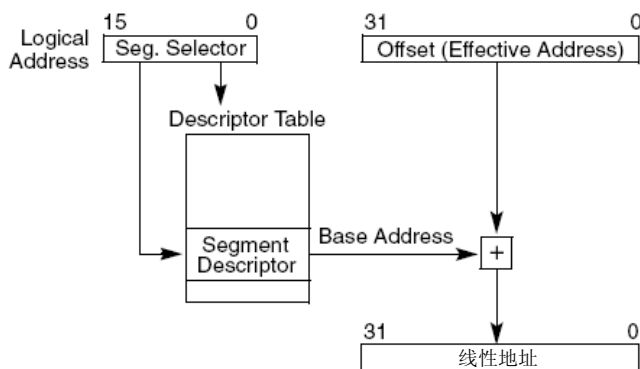 15 0
31 0
Logical Address
Seg. Selector
Offset (Effective Address)
Descriptor Table
Segment Descriptor
Base Address
+
31 0
线性地址